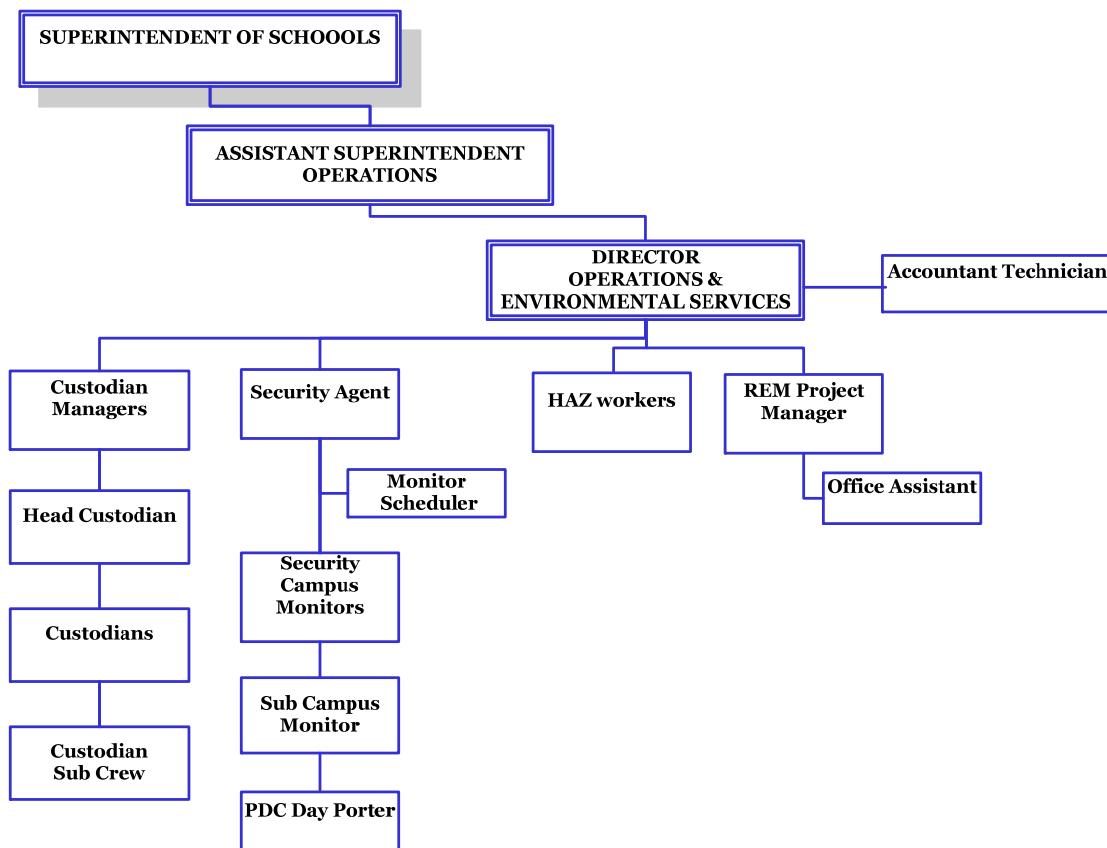 SUPERINTENDENT OF SCHOOOLS
ASSISTANT SUPERINTENDENT
OPERATIONS
DIRECTOR
OPERATIONS &
ENVIRONMENTAL SERVICES
Accountant Technician
Custodian
Managers
Security Agent
HAZ workers
REM Project
Manager
Monitor
Scheduler
Office Assistant
Head Custodian
Security
Campus
Monitors
Custodians
Sub Campus
Monitor
Custodian
Sub Crew
PDC Day Porter